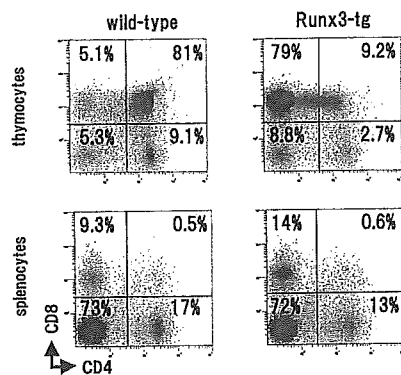 wild-type Runx3-tg
thymocytes
5.1% 81%
5.3% 9.1%
79% 9.2%
8.8% 2.7%
splenocytes
9.3% 0.5%
73% 17%
14% 0.6%
72% 13%
CD8
CD4